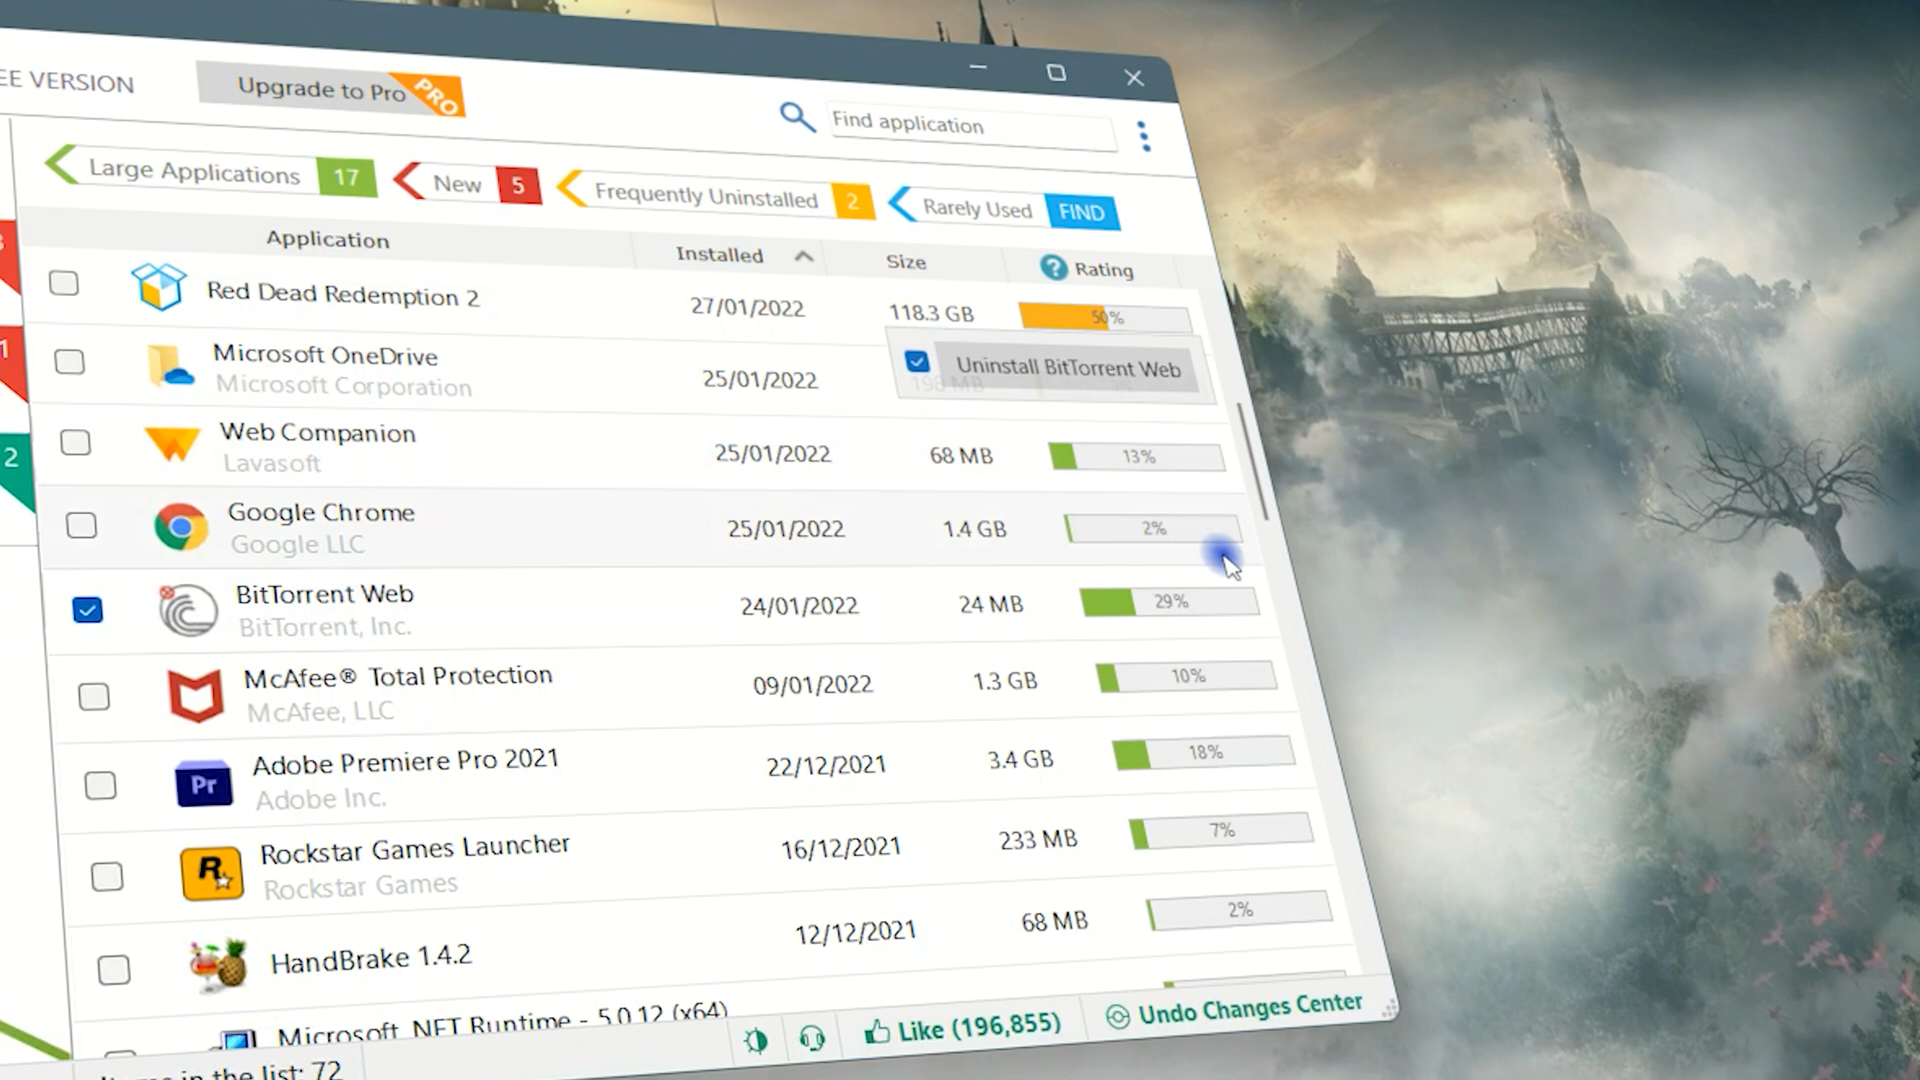 EE VERSION
Upgrade to Pro
PRO
Find application
Large Applications 17
New 5
Frequently Uninstalled 2
Rarely Used FIND
Application Installed Size ? Rating
Red Dead Redemption 2 27/01/2022 118.3 GB 50%
Microsoft OneDrive
Microsoft Corporation
25/01/2022 198 MB
Uninstall BitTorrent Web
1
Web Companion
Lavasoft
25/01/2022 68 MB 13%
2
Google Chrome
Google LLC
25/01/2022 1.4 GB 2%
BitTorrent Web
BitTorrent, Inc.
24/01/2022 24 MB 29%
McAfee® Total Protection
McAfee, LLC
09/01/2022 1.3 GB 10%
Pr
Adobe Premiere Pro 2021
Adobe Inc.
22/12/2021 3.4 GB 18%
R
Rockstar Games Launcher
Rockstar Games
16/12/2021 233 MB 7%
HandBrake 1.4.2 12/12/2021 68 MB 2%
Microsoft .NET Runtime - 5.0.12 (x64)
Items in the list: 72
Like (196,855)
Undo Changes Center